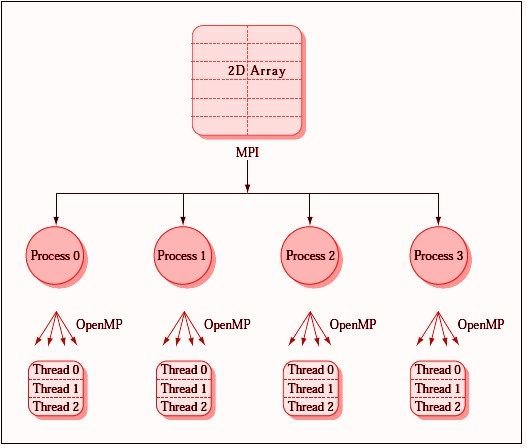 2D Array
MPI
Process 0
Process 1
Process 2
Process 3
OpenMP
OpenMP
OpenMP
OpenMP
Thread 0
Thread 1
Thread 2
Thread 0
Thread 1
Thread 2
Thread 0
Thread 1
Thread 2
Thread 0
Thread 1
Thread 2